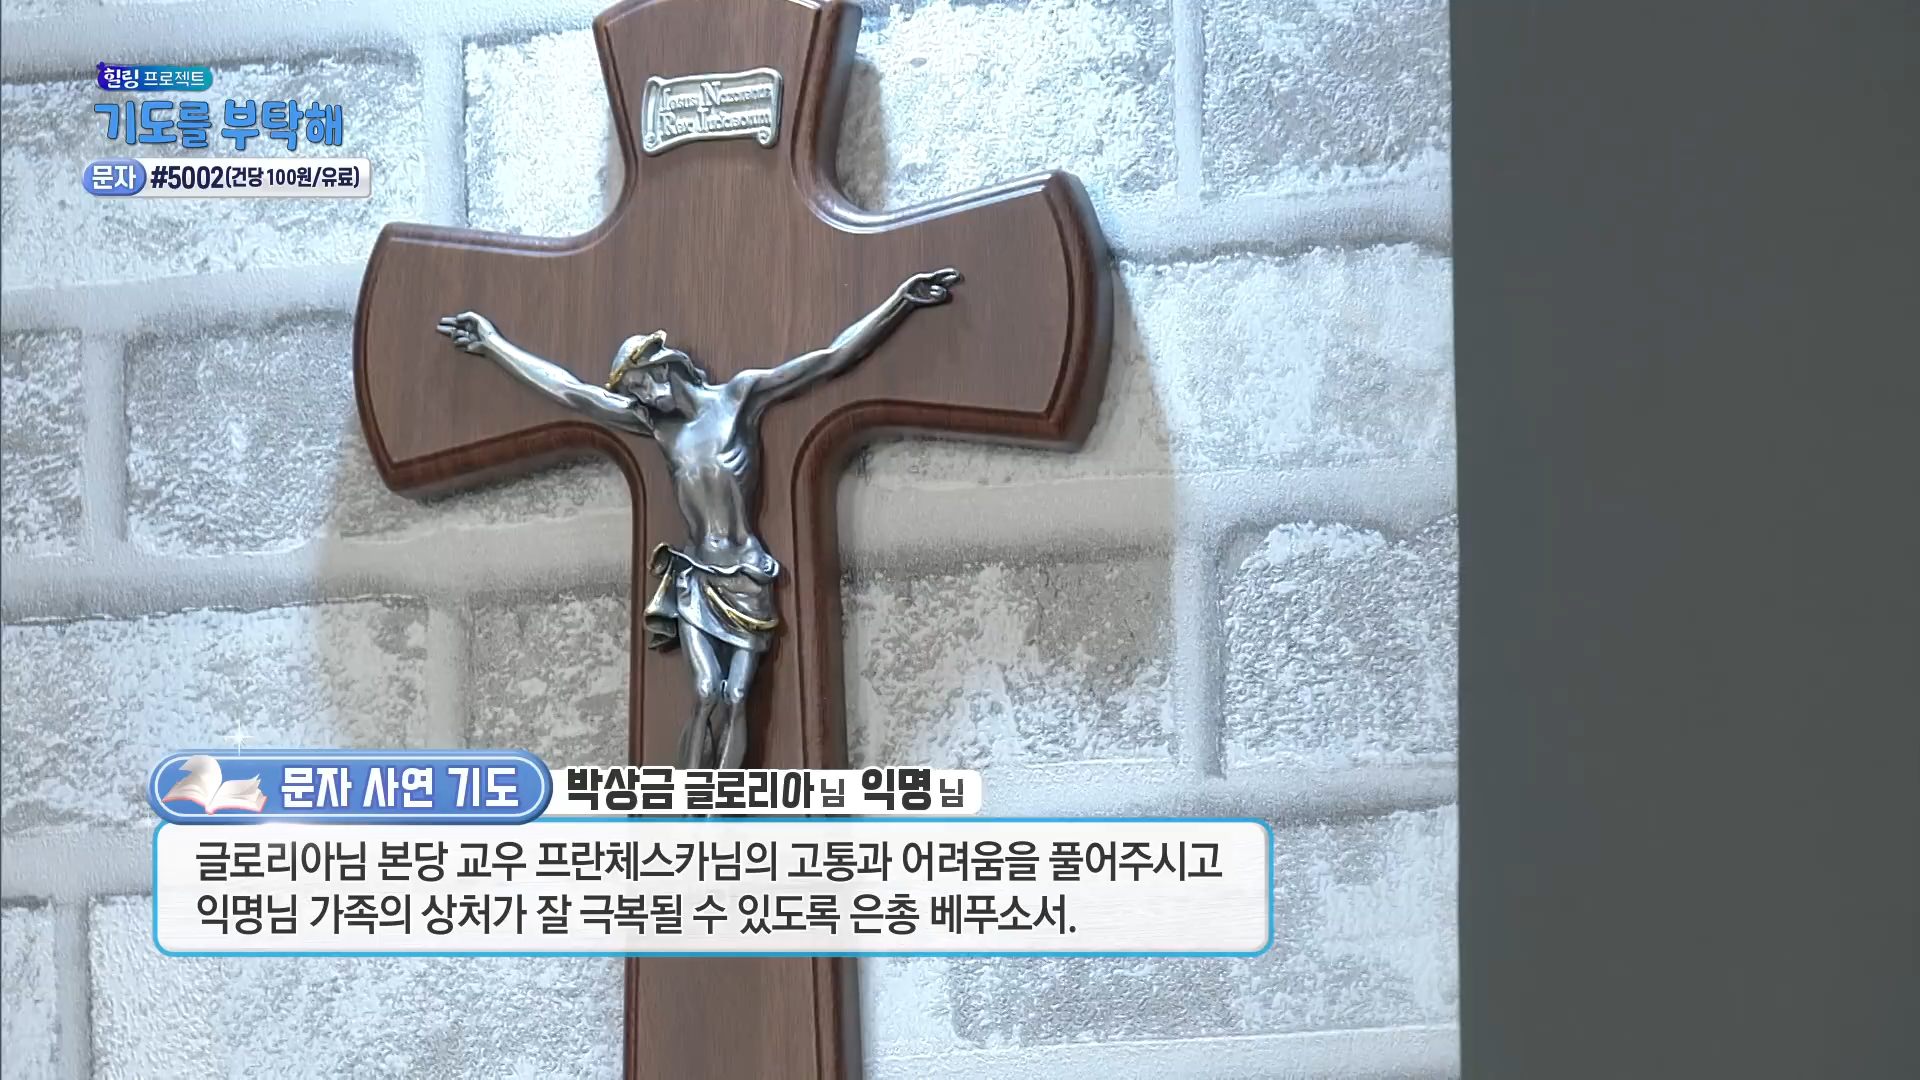 힐링 프로젝트
기도를 부탁해
문자 #5002(건당 100원/유료)
Iesus Nazarenus
Rex Iudaeorum
문자 사연 기도 박상금 글로리아님 익명님
글로리아님 본당 교우 프란체스카님의 고통과 어려움을 풀어주시고
익명님 가족의 상처가 잘 극복될 수 있도록 은총 베푸소서.